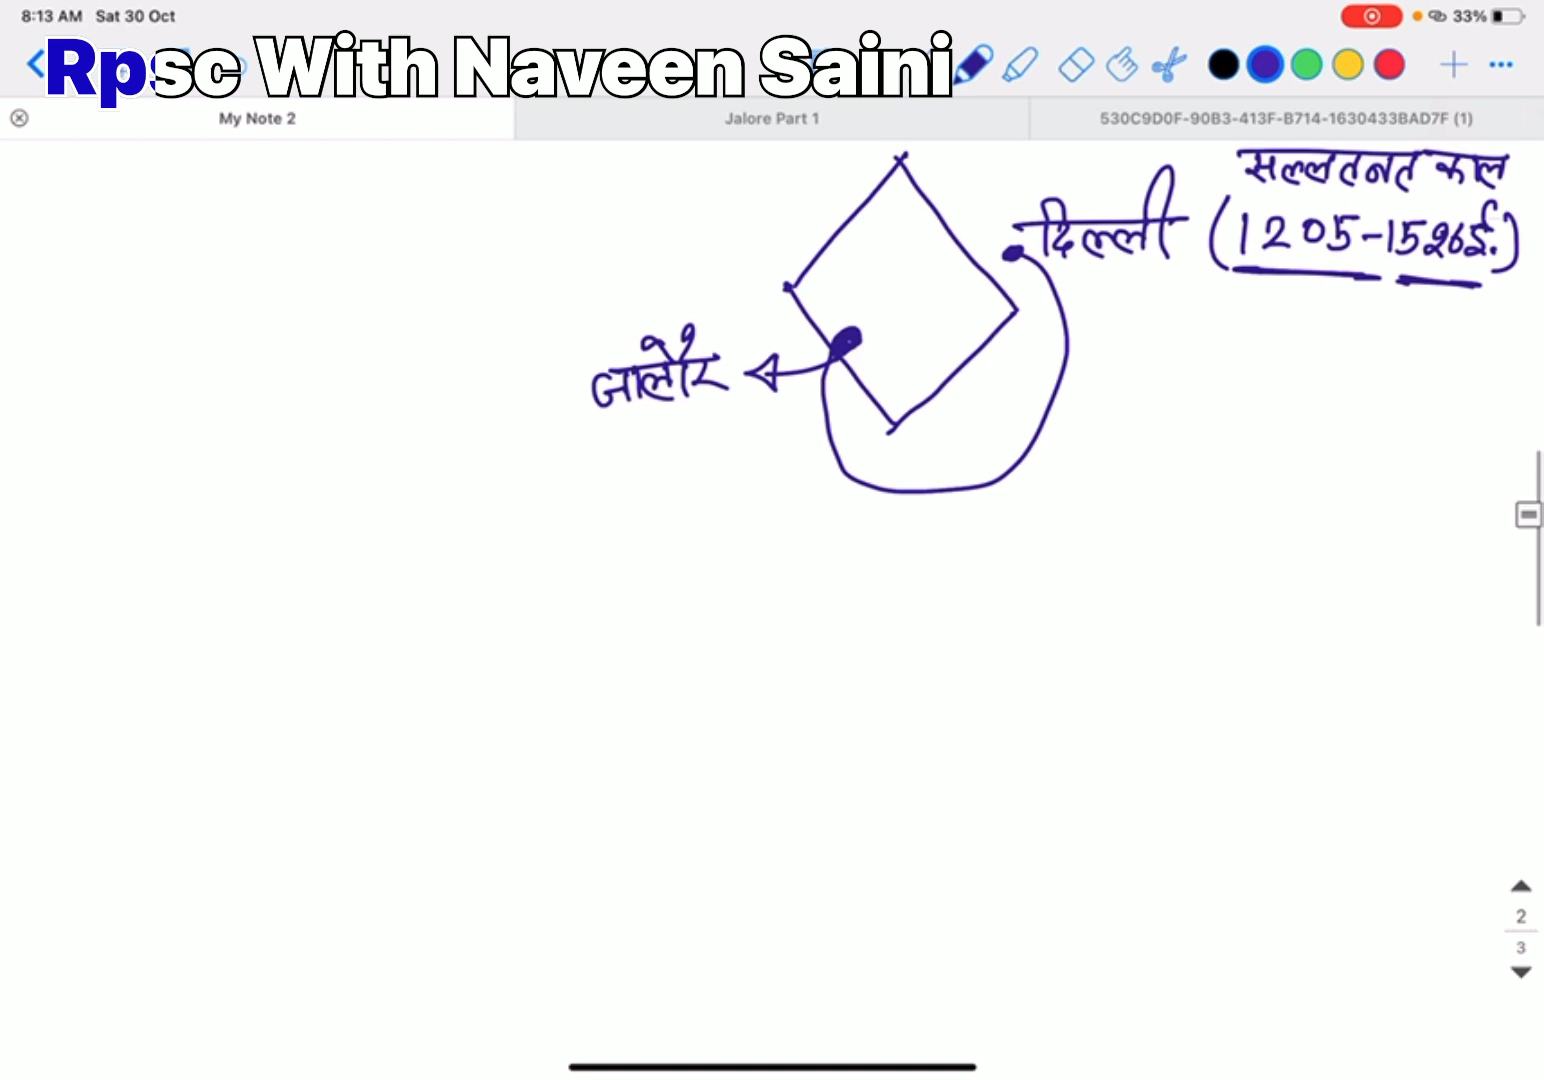 8:13 AM Sat 30 Oct
33%
Rpsc With Naveen Saini
My Note 2
Jalore Part 1
530C9D0F-90B3-413F-B714-1630433BAD7F (1)
सल्लतनत काल
दिल्ली (1205-1526ई.)
जालौर
2
3